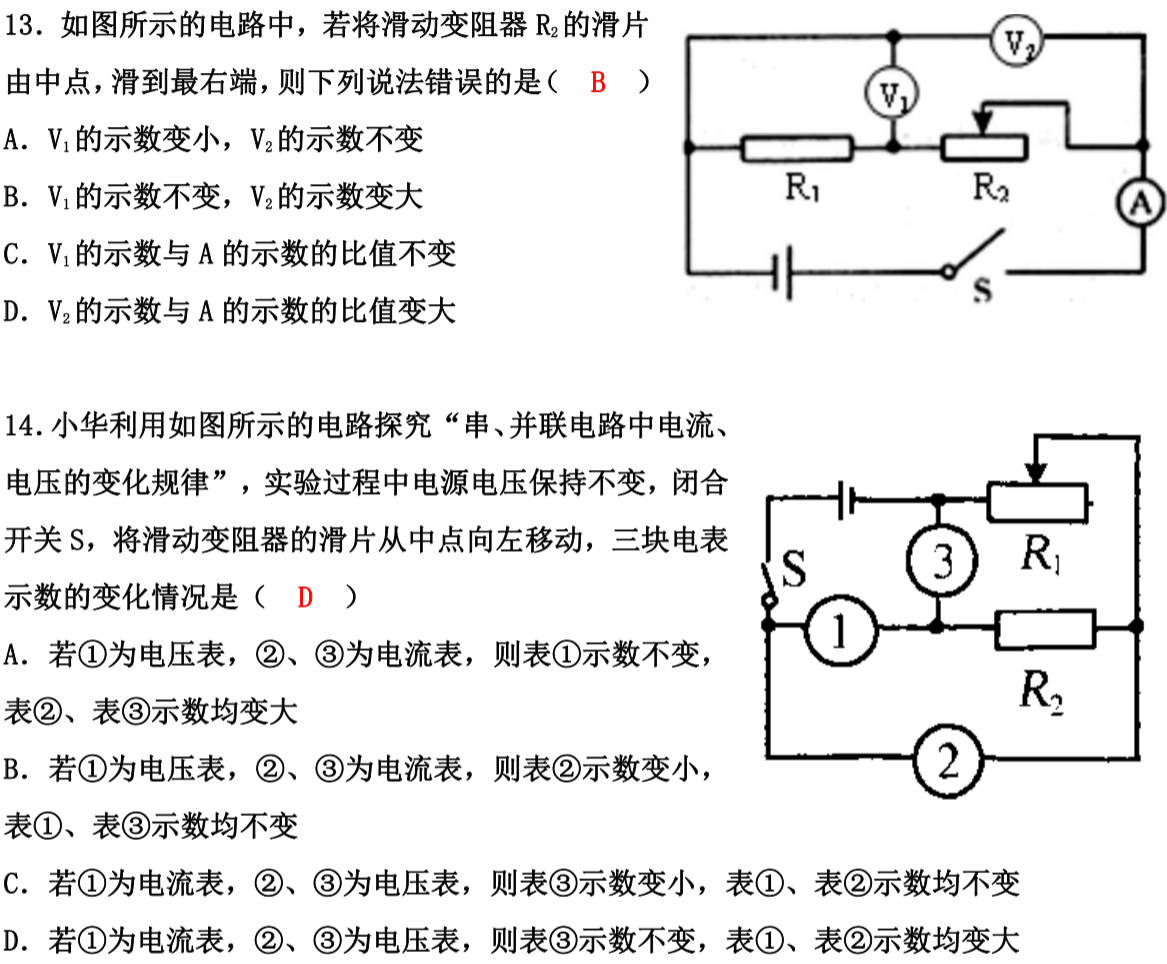 13. 如图所示的电路中，若将滑动变阻器 R₂的滑片
由中点，滑到最右端，则下列说法错误的是（ B ）
A. V₁的示数变小，V₂的示数不变
B. V₁的示数不变，V₂的示数变大
C. V₁的示数与 A 的示数的比值不变
D. V₂的示数与 A 的示数的比值变大
V₂
V₁
R₁
R₂
A
S
14.小华利用如图所示的电路探究“串、并联电路中电流、
电压的变化规律”，实验过程中电源电压保持不变，闭合
开关 S，将滑动变阻器的滑片从中点向左移动，三块电表
示数的变化情况是（ D ）
A. 若①为电压表，②、③为电流表，则表①示数不变，
表②、表③示数均变大
B. 若①为电压表，②、③为电流表，则表②示数变小，
表①、表③示数均不变
C. 若①为电流表，②、③为电压表，则表③示数变小，表①、表②示数均不变
D. 若①为电流表，②、③为电压表，则表③示数不变，表①、表②示数均变大
S
3
R₁
1
R₂
2